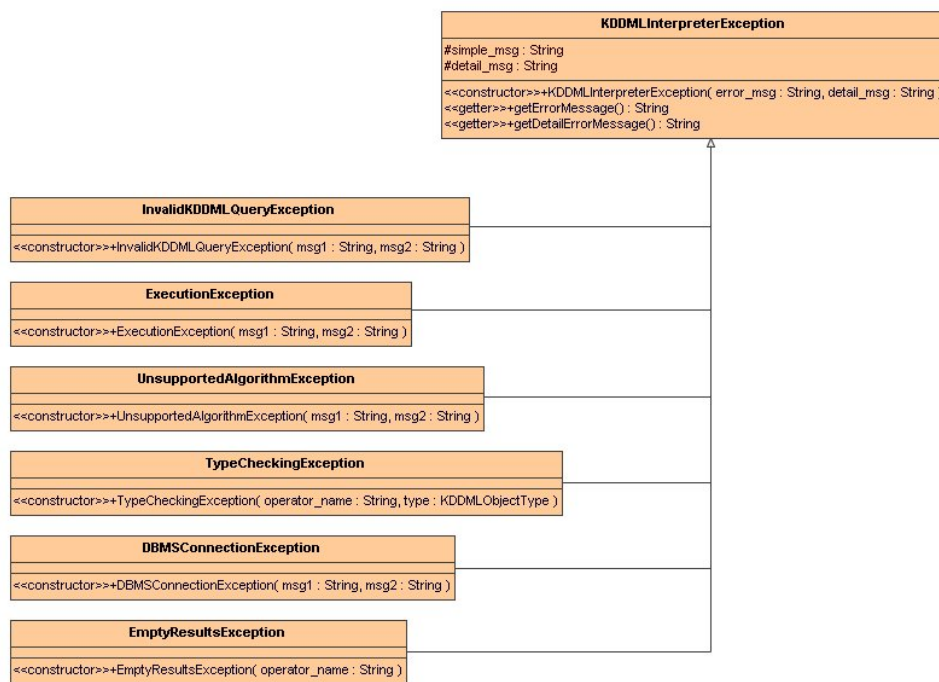 KDDMLInterpreterException
#simple_msg : String
#detail_msg : String
<<constructor>>+KDDMLInterpreterException( error_msg : String, detail_msg : String )
<<getter>>+getErrorMessage() : String
<<getter>>+getDetailErrorMessage() : String
InvalidKDDMLQueryException
<<constructor>>+InvalidKDDMLQueryException( msg1 : String, msg2 : String )
ExecutionException
<<constructor>>+ExecutionException( msg1 : String, msg2 : String )
UnsupportedAlgorithmException
<<constructor>>+UnsupportedAlgorithmException( msg1 : String, msg2 : String )
TypeCheckingException
<<constructor>>+TypeCheckingException( operator_name : String, type : KDDMLObjectType )
DBMSConnectionException
<<constructor>>+DBMSConnectionException( msg1 : String, msg2 : String )
EmptyResultsException
<<constructor>>+EmptyResultsException( operator_name : String )